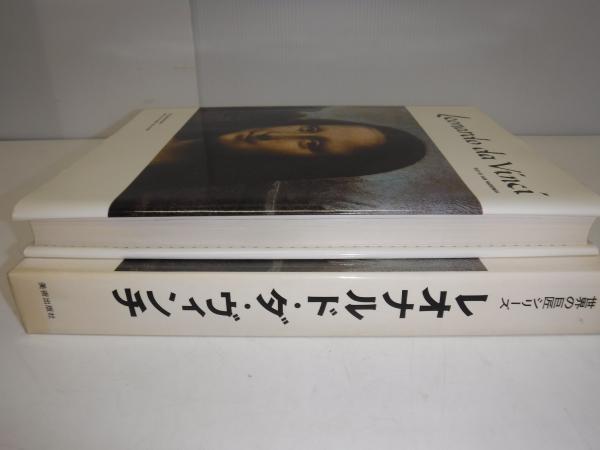 Leonardo da Vinci
世界の巨匠シリーズ
レオナルド・ダ・ヴィンチ
美術出版社